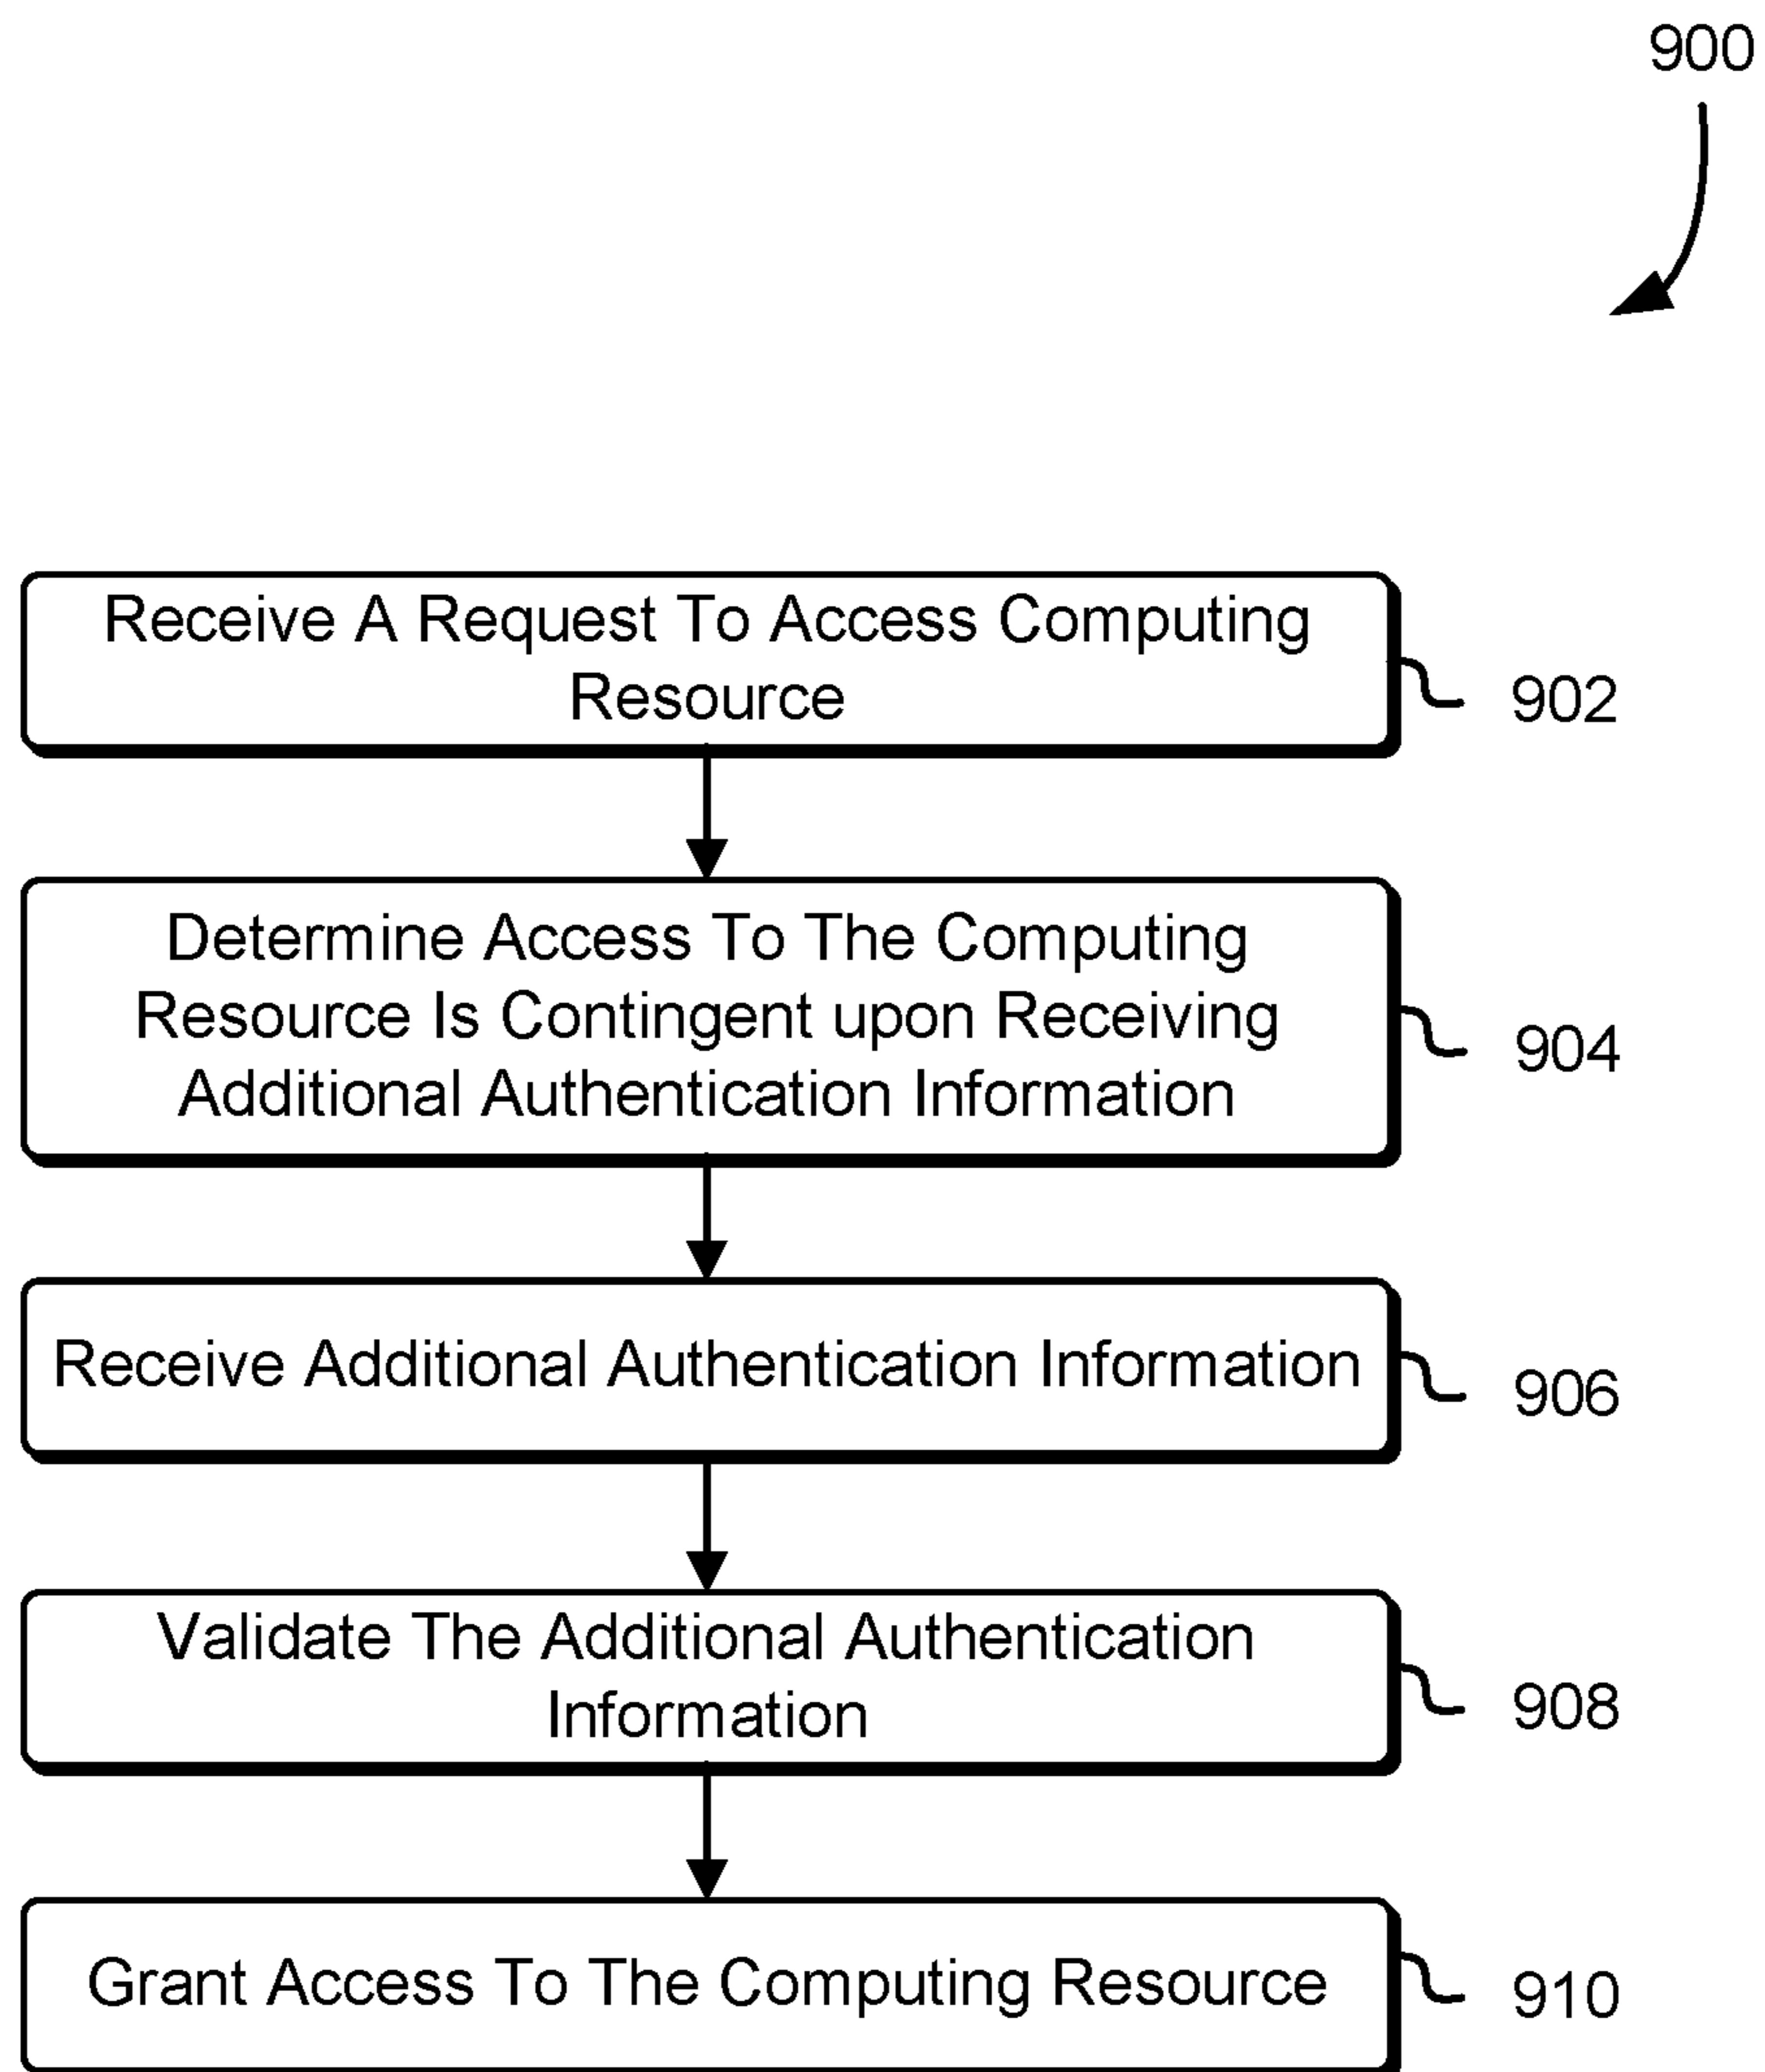 900
Receive A Request To Access Computing
Resource
902
Determine Access To The Computing
Resource Is Contingent upon Receiving
Additional Authentication Information
904
Receive Additional Authentication Information
906
Validate The Additional Authentication
Information
908
Grant Access To The Computing Resource
910